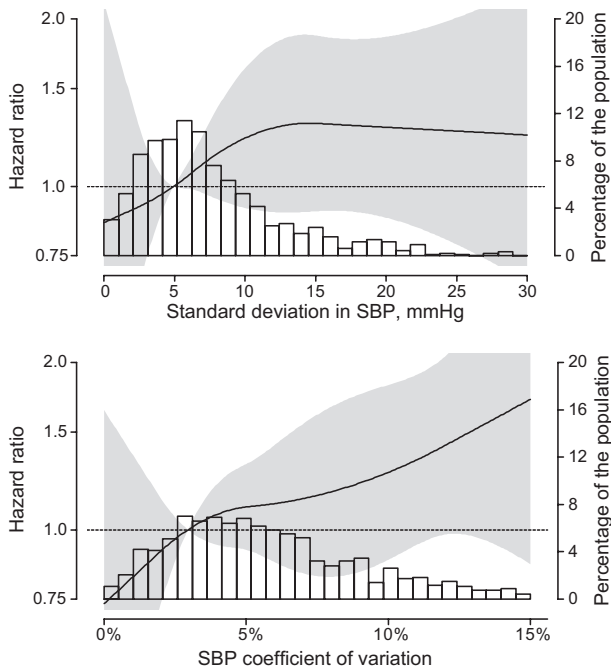 2.0
1.5
1.0
0.75
Hazard ratio
20
16
12
8
4
0
Percentage of the population
0 5 10 15 20 25 30
Standard deviation in SBP, mmHg
2.0
1.5
1.0
0.75
Hazard ratio
20
16
12
8
4
0
Percentage of the population
0% 5% 10% 15%
SBP coefficient of variation